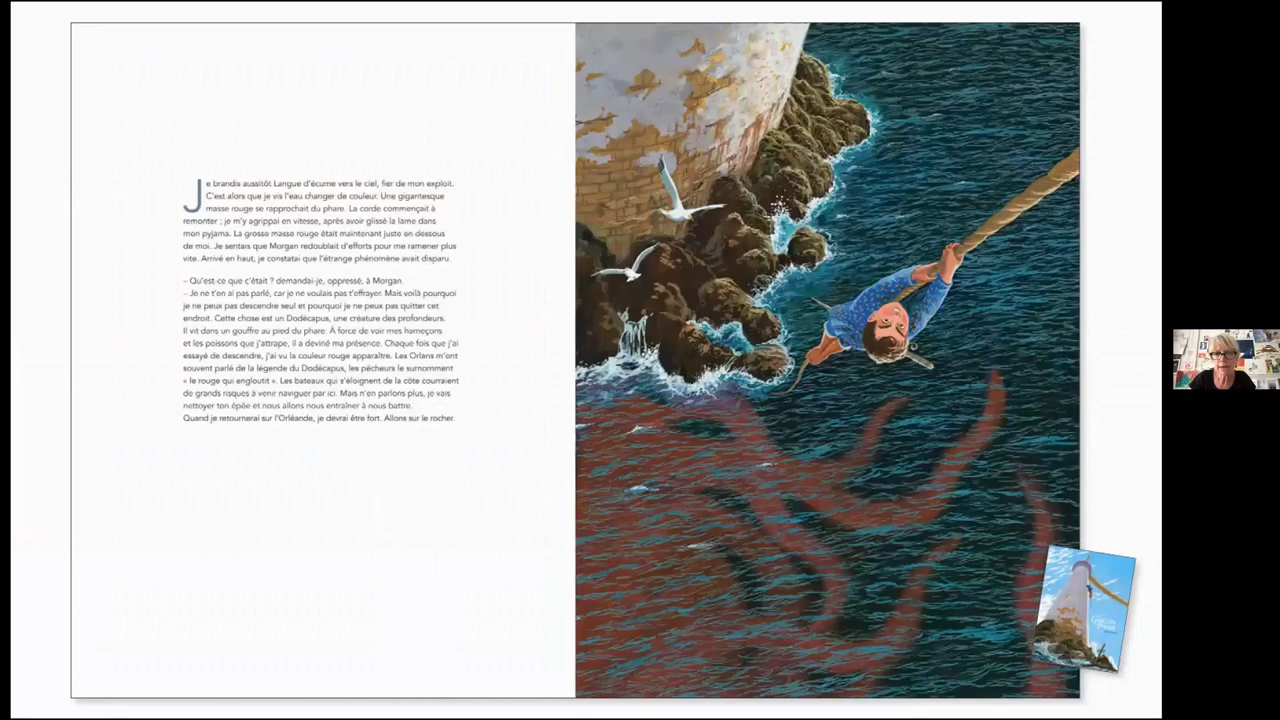 Je brandis aussitôt Langue d'écume vers le ciel, fier de mon exploit.
C'est alors que je vis l'eau changer de couleur. Une gigantesque
masse rouge se rapprochait du phare. La corde commençait à
remonter ; je m'y agrippai en vitesse, après avoir glissé la lame dans
mon pyjama. La grosse masse rouge était maintenant juste en dessous
de moi. Je sentais que Morgan redoublait d'efforts pour me ramener plus
vite. Arrivé en haut, je constatai que l'étrange phénomène avait disparu.
– Qu'est-ce que c'était ? demandai-je, oppressé, à Morgan.
– Je ne t'en ai pas parlé, car je ne voulais pas t'effrayer. Mais voilà pourquoi
je ne peux pas descendre seul et pourquoi je ne peux pas quitter cet
endroit. Cette chose est un Dodécapus, une créature des profondeurs.
Il vit dans un gouffre au pied du phare. À force de voir mes hameçons
et les poissons que j'attrape, il a deviné ma présence. Chaque fois que j'ai
essayé de descendre, j'ai vu la couleur rouge apparaître. Les Orlans m'ont
souvent parlé de la légende du Dodécapus, les pêcheurs le surnomment
« le rouge qui engloutit ». Les bateaux qui s'éloignent de la côte courraient
de grands risques à venir naviguer par ici. Mais n'en parlons plus, je vais
nettoyer ton épée et nous allons nous entraîner à nous battre.
Quand je retournerai sur l'Orléande, je devrai être fort. Allons sur le rocher.